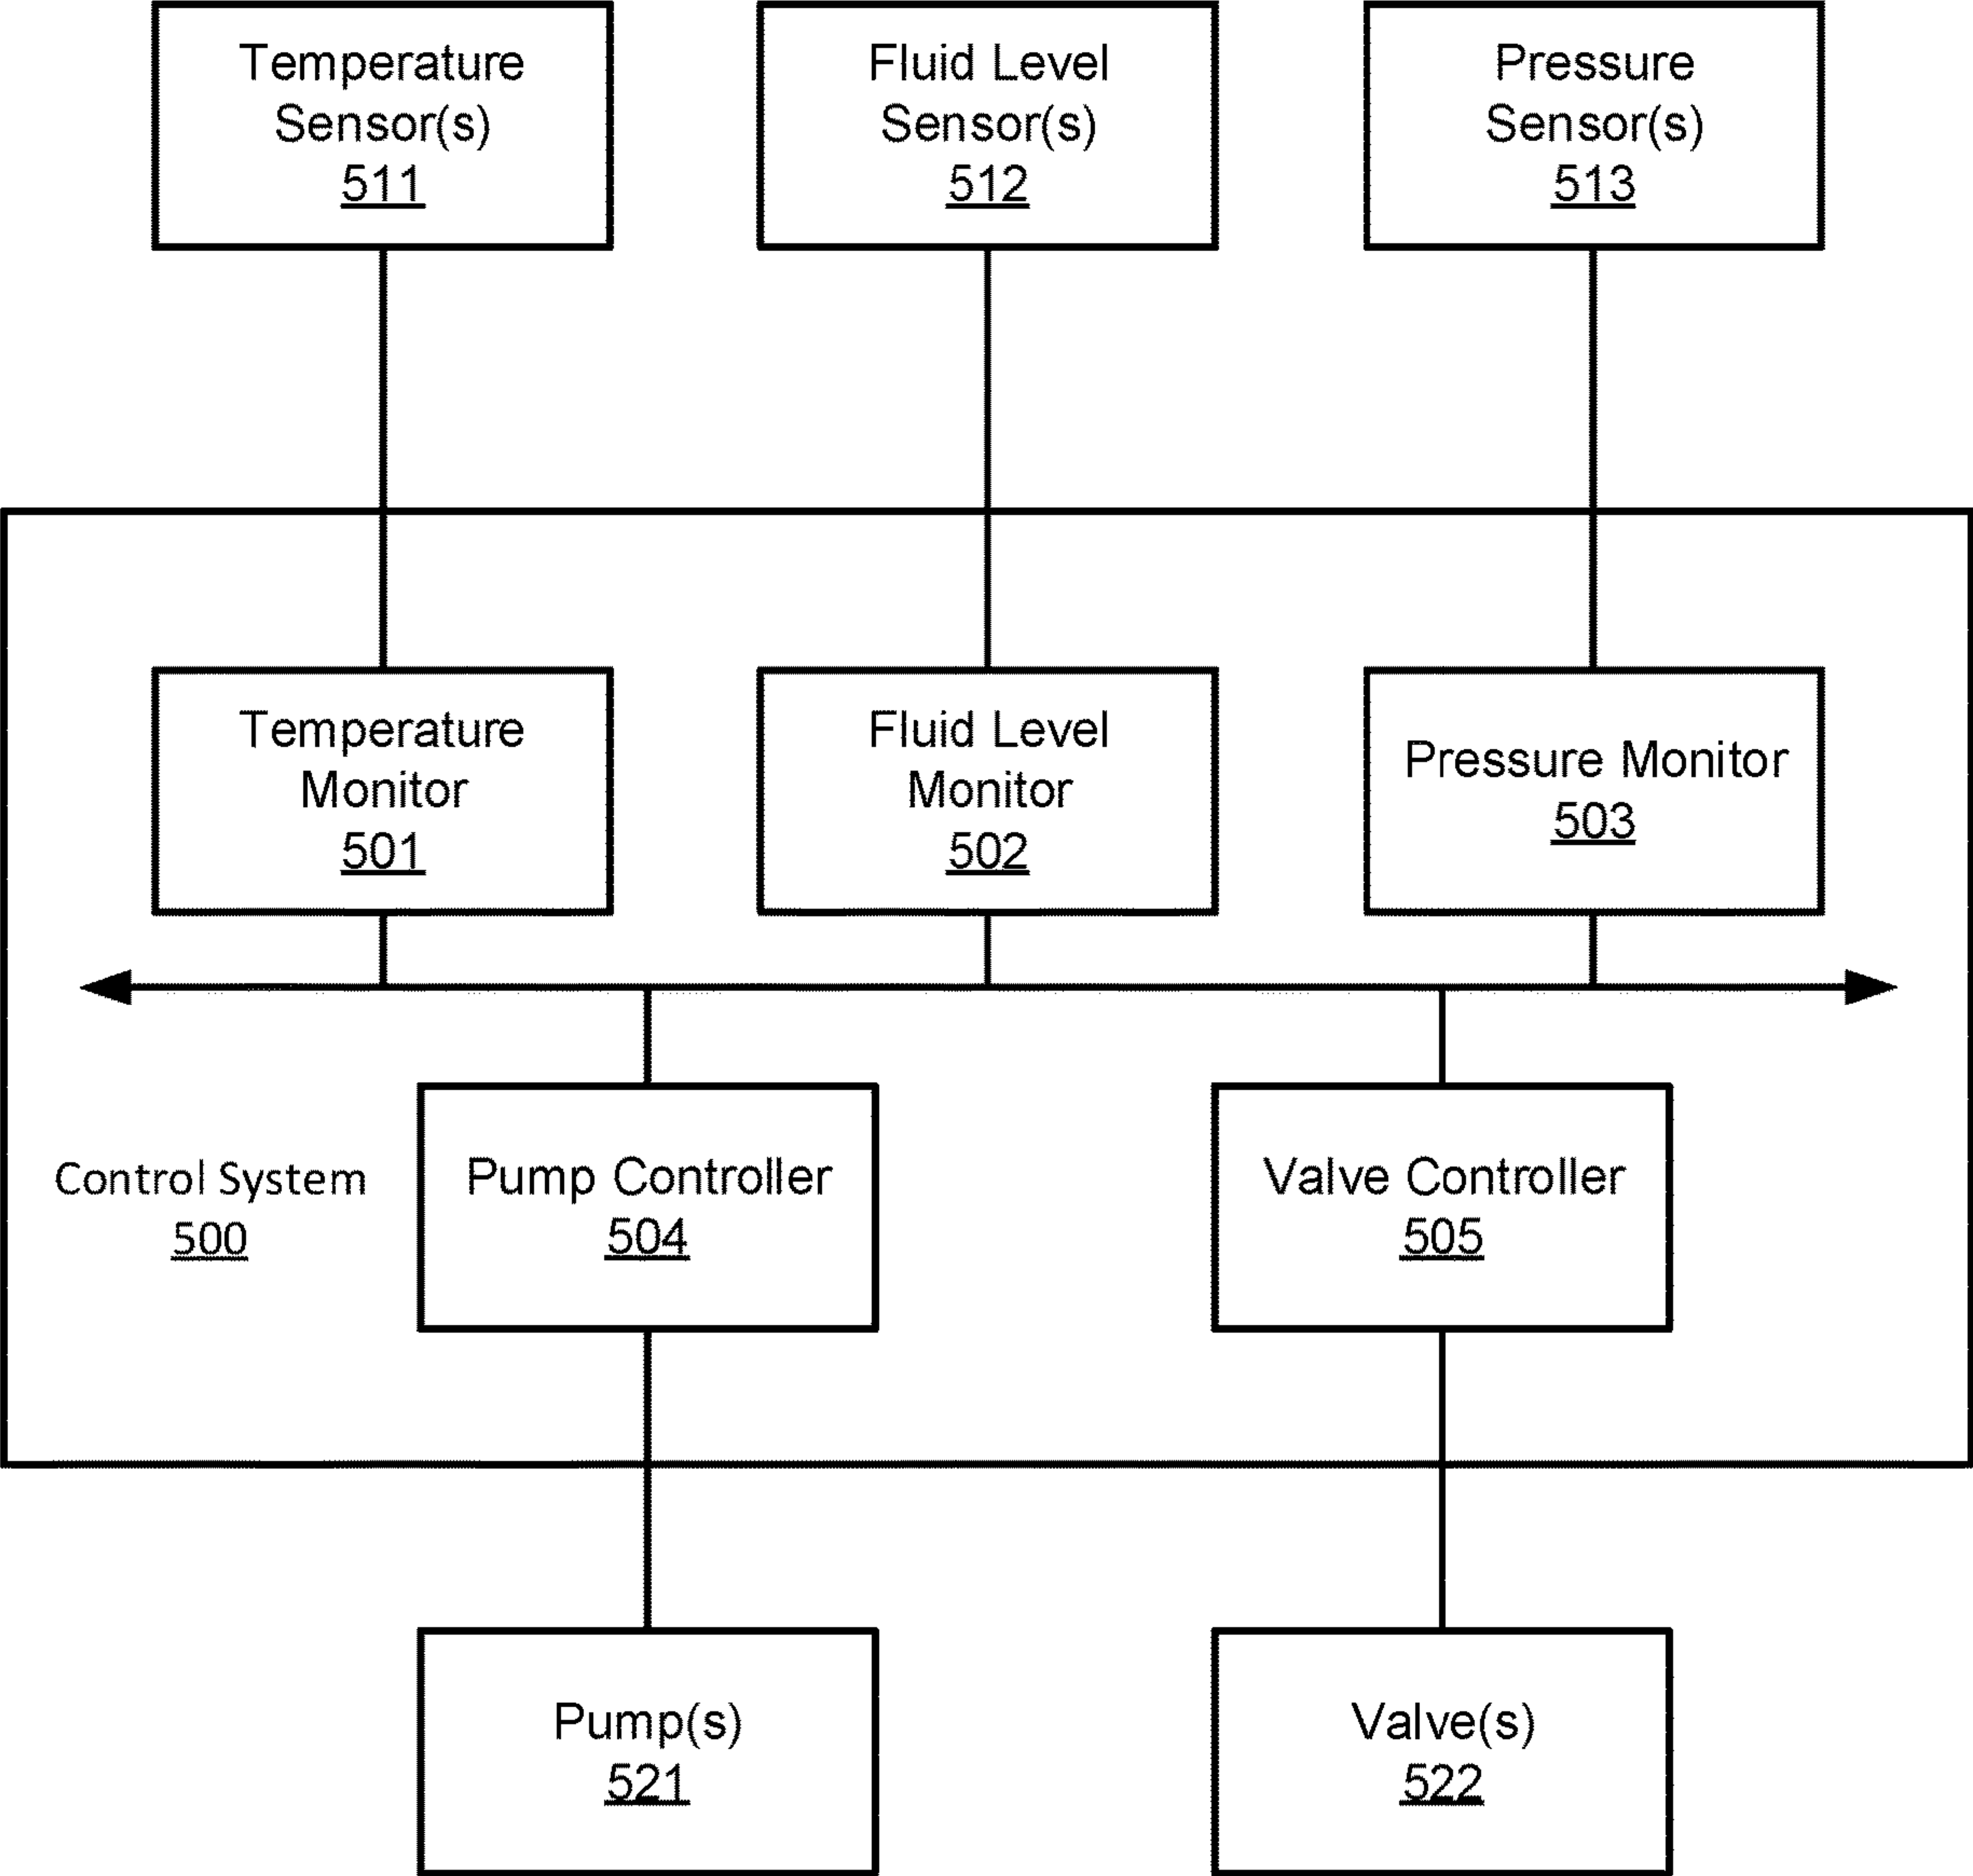 Temperature
Sensor(s)
511
Fluid Level
Sensor(s)
512
Pressure
Sensor(s)
513
Temperature
Monitor
501
Fluid Level
Monitor
502
Pressure Monitor
503
Control System
500
Pump Controller
504
Valve Controller
505
Pump(s)
521
Valve(s)
522